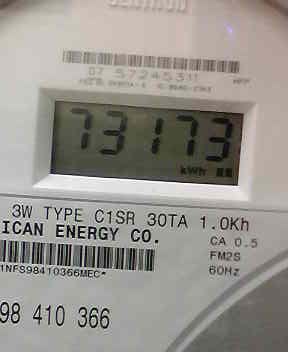 CENTRON
57245311
73173
kWh
3W TYPE C1SR 30TA 1.0Kh
ICAN ENERGY CO.
CA 0.5
FM2S
60Hz
1NFS98410366MEC*
98 410 366